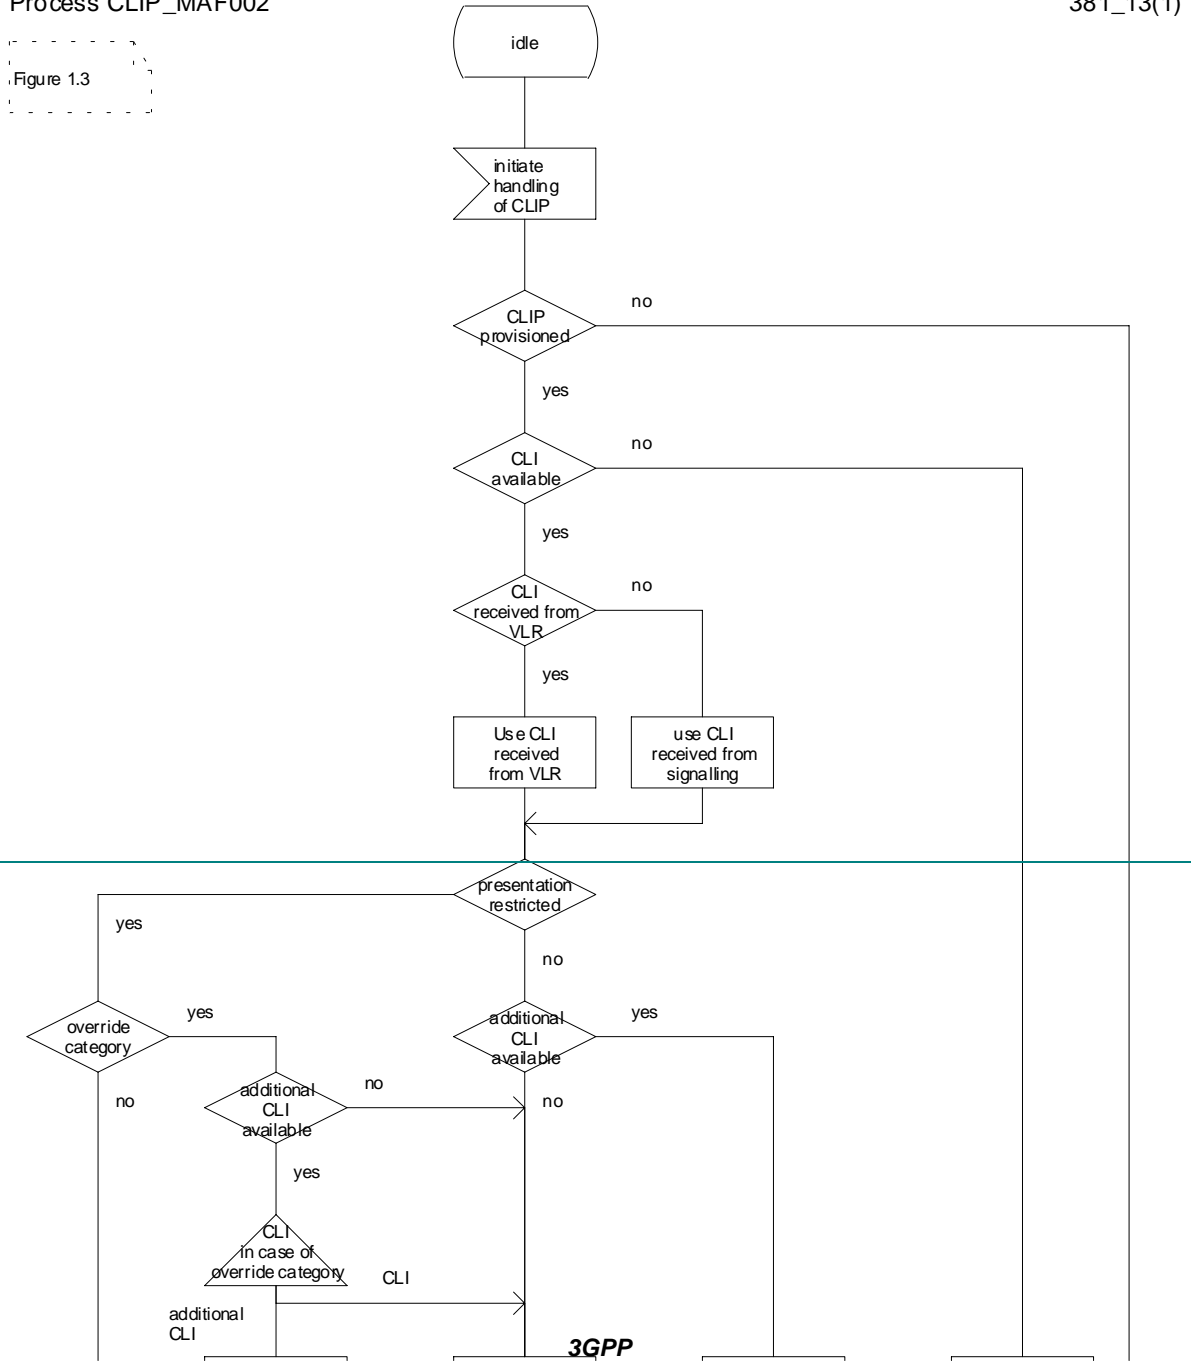 Process CLIP_MAF002
381_13(1)
idle
Figure 1.3
initiate
handling
of CLIP
no
CLIP
provisioned
yes
no
CLI
available
yes
no
CLI
received from
VLR
yes
Use CLI
received
from VLR
use CLI
received from
signalling
presentation
restricted
yes
no
yes
override
category
additional
CLI
available
yes
no
additional
CLI
available
no
no
yes
CLI
in case of
override category
CLI
additional
CLI
3GPP